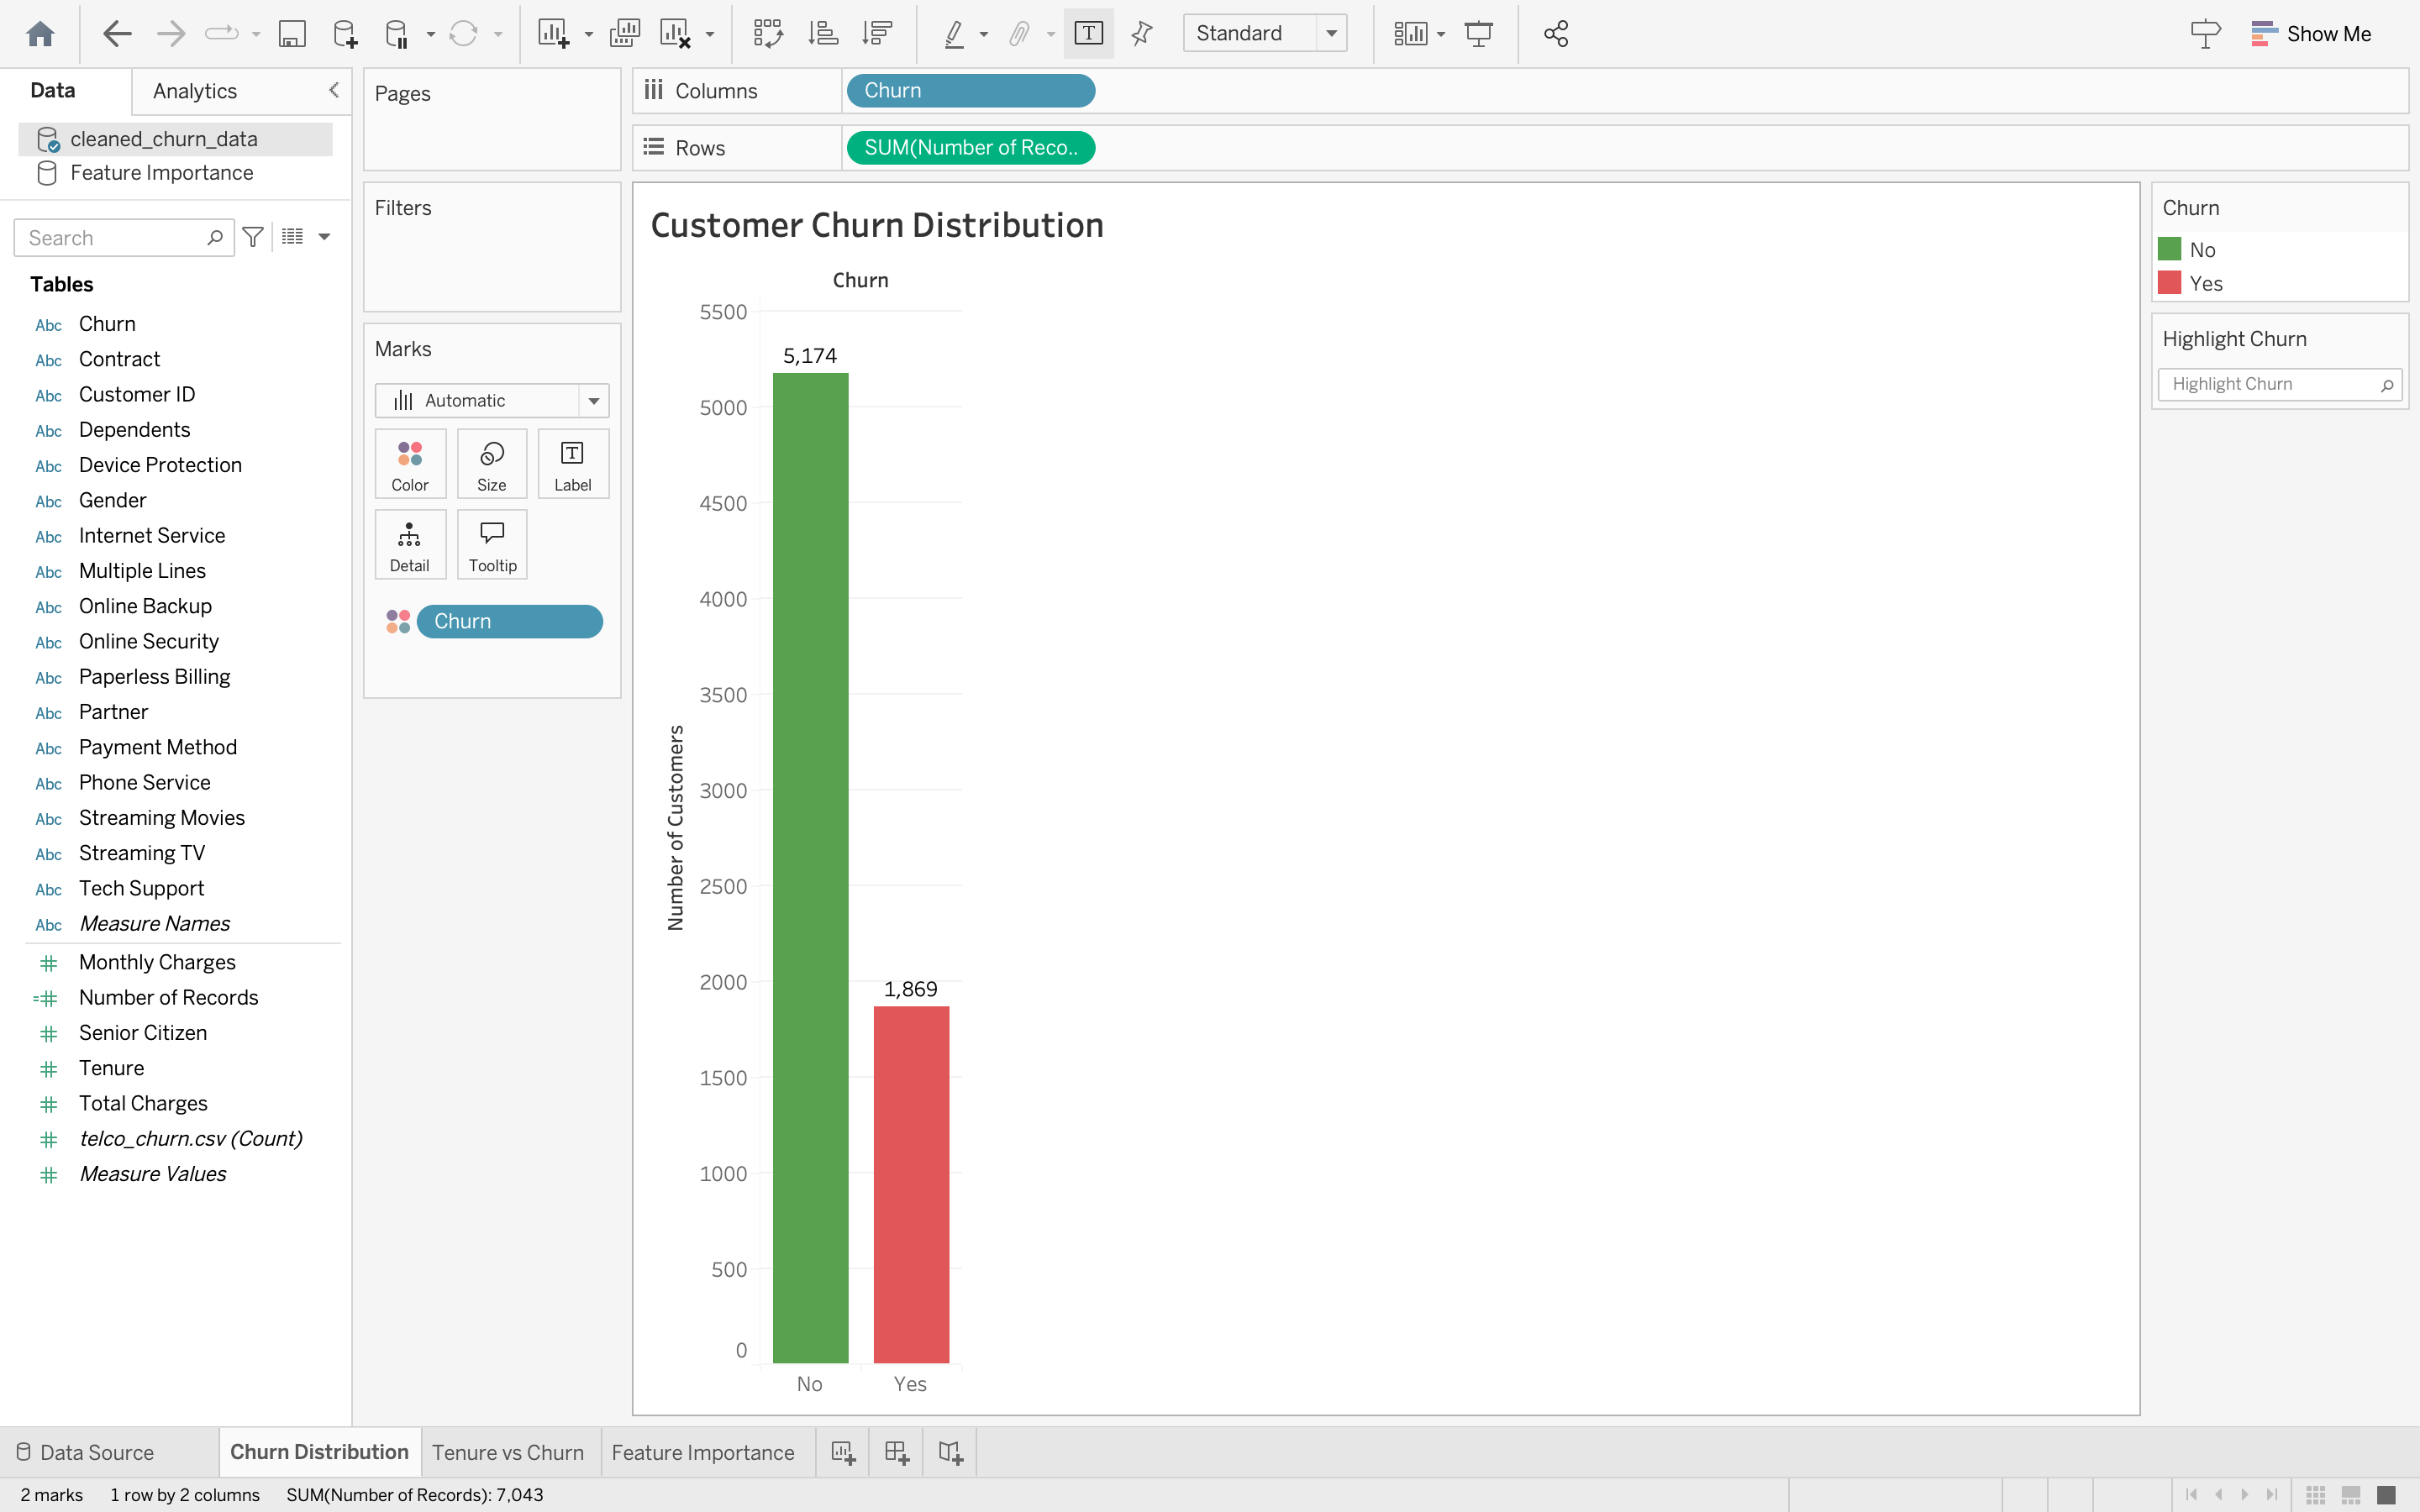 Standard
Show Me
Data
Analytics
cleaned_churn_data
Feature Importance
Search
Tables
Abc Churn
Abc Contract
Abc Customer ID
Abc Dependents
Abc Device Protection
Abc Gender
Abc Internet Service
Abc Multiple Lines
Abc Online Backup
Abc Online Security
Abc Paperless Billing
Abc Partner
Abc Payment Method
Abc Phone Service
Abc Streaming Movies
Abc Streaming TV
Abc Tech Support
Abc Measure Names
# Monthly Charges
=# Number of Records
# Senior Citizen
# Tenure
# Total Charges
# telco_churn.csv (Count)
# Measure Values
Pages
Filters
Marks
Automatic
Color
Size
Label
Detail
Tooltip
Churn
Columns
Churn
Rows
SUM(Number of Reco..
Customer Churn Distribution
Churn
5500
5000
4500
4000
3500
3000
2500
2000
1500
1000
500
0
Number of Customers
5,174
1,869
No
Yes
Churn
No
Yes
Highlight Churn
Highlight Churn
Data Source
Churn Distribution
Tenure vs Churn
Feature Importance
2 marks
1 row by 2 columns
SUM(Number of Records): 7,043